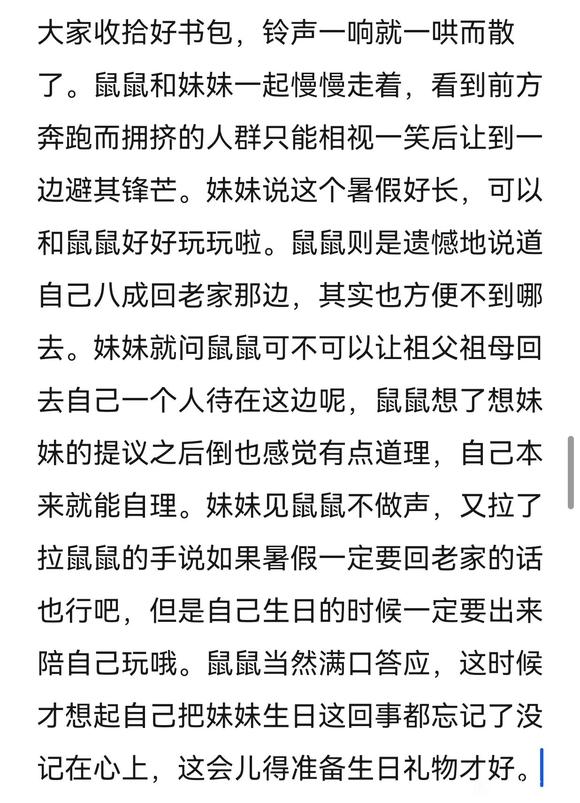 大家收拾好书包，铃声一响就一哄而散
了。鼠鼠和妹妹一起慢慢走着，看到前方
奔跑而拥挤的人群只能相视一笑后让到一
边避其锋芒。妹妹说这个暑假好长，可以
和鼠鼠好好玩玩啦。鼠鼠则是遗憾地说道
自己八成回老家那边，其实也方便不到哪
去。妹妹就问鼠鼠可不可以让祖父祖母回
去自己一个人待在这边呢，鼠鼠想了想妹
妹的提议之后倒也感觉有点道理，自己本
来就能自理。妹妹见鼠鼠不做声，又拉了
拉鼠鼠的手说如果暑假一定要回老家的话
也行吧，但是自己生日的时候一定要出来
陪自己玩哦。鼠鼠当然满口答应，这时候
才想起自己把妹妹生日这回事都忘记了没
记在心上，这会儿得准备生日礼物才好。